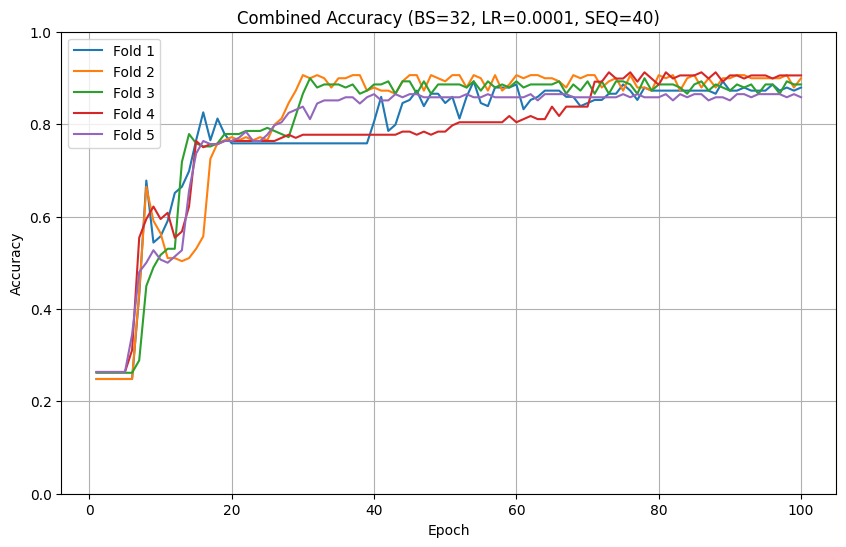 Combined Accuracy (BS=32, LR=0.0001, SEQ=40)
Fold 1
Fold 2
Fold 3
Fold 4
Fold 5
1.0
0.8
0.6
0.4
0.2
0.0
Accuracy
0 20 40 60 80 100
Epoch